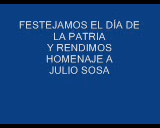 FESTEJAMOS EL DÍA DE
LA PATRIA
Y RENDIMOS
HOMENAJE A
JULIO SOSA